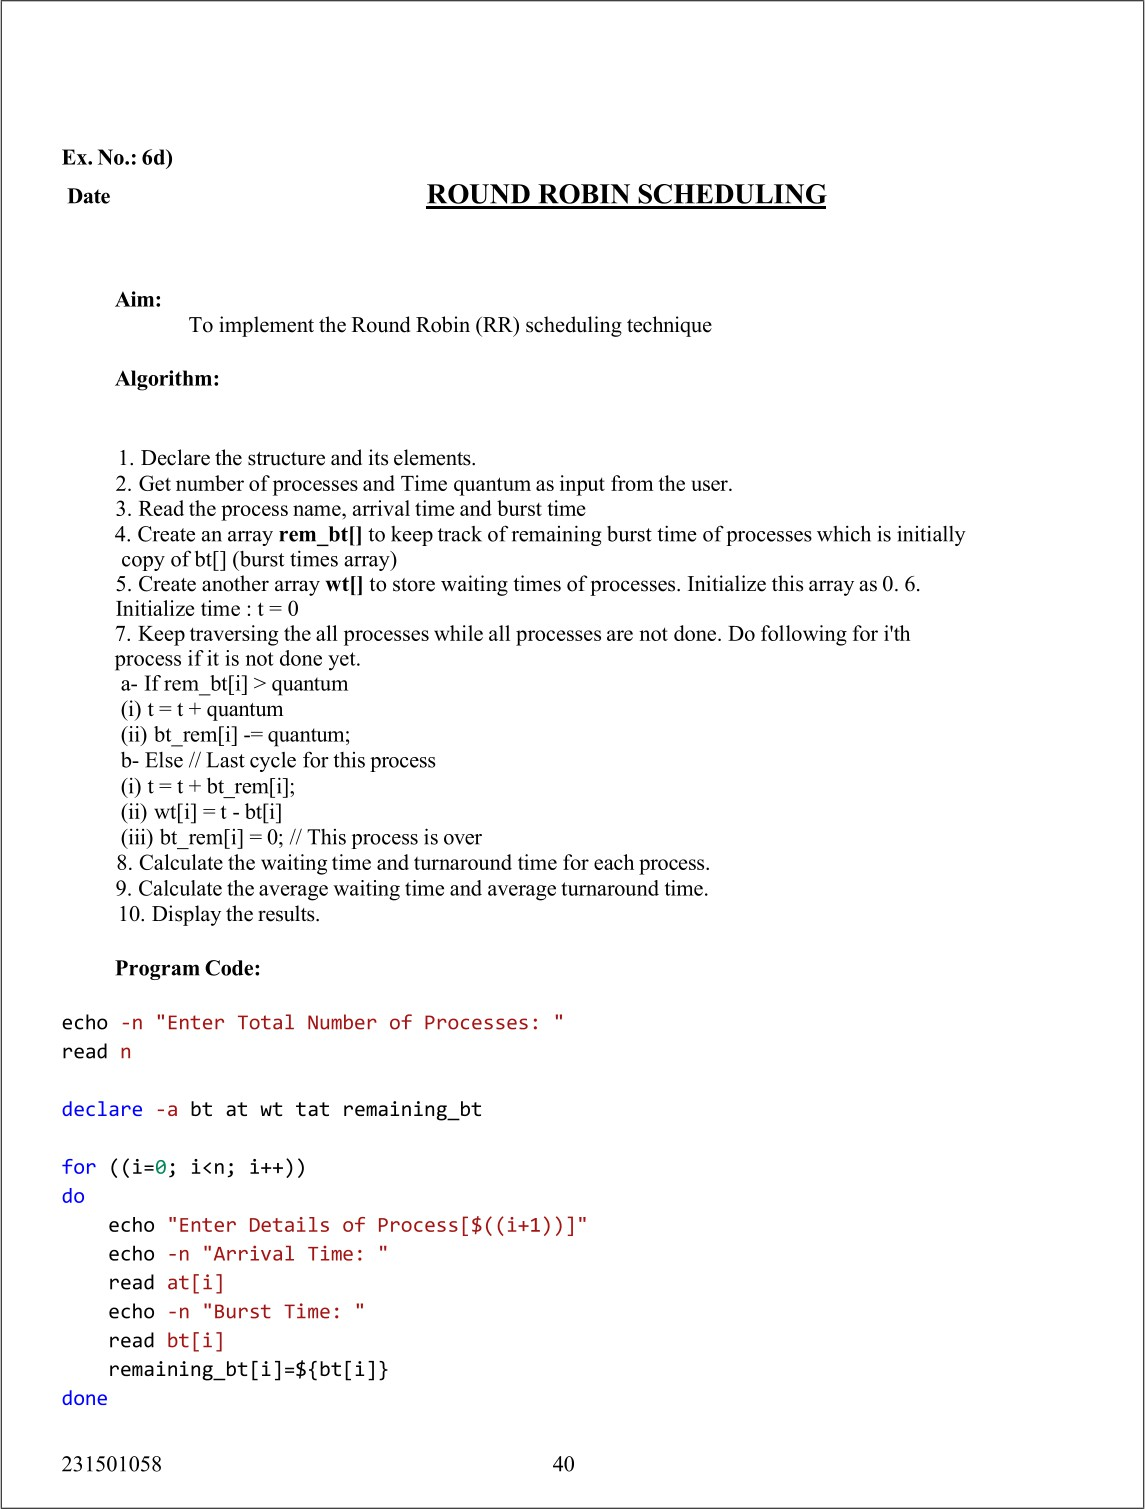 Ex. No.: 6d)
Date ROUND ROBIN SCHEDULING
Aim:
To implement the Round Robin (RR) scheduling technique
Algorithm:
1. Declare the structure and its elements.
2. Get number of processes and Time quantum as input from the user.
3. Read the process name, arrival time and burst time
4. Create an array rem_bt[] to keep track of remaining burst time of processes which is initially
copy of bt[] (burst times array)
5. Create another array wt[] to store waiting times of processes. Initialize this array as 0. 6.
Initialize time : t = 0
7. Keep traversing the all processes while all processes are not done. Do following for i'th
process if it is not done yet.
a- If rem_bt[i] > quantum
(i) t = t + quantum
(ii) bt_rem[i] -= quantum;
b- Else // Last cycle for this process
(i) t = t + bt_rem[i];
(ii) wt[i] = t - bt[i]
(iii) bt_rem[i] = 0; // This process is over
8. Calculate the waiting time and turnaround time for each process.
9. Calculate the average waiting time and average turnaround time.
10. Display the results.
Program Code:
echo -n "Enter Total Number of Processes: "
read n
declare -a bt at wt tat remaining_bt
for ((i=0; i<n; i++))
do
    echo "Enter Details of Process[$((i+1))]"
    echo -n "Arrival Time: "
    read at[i]
    echo -n "Burst Time: "
    read bt[i]
    remaining_bt[i]=${bt[i]}
done
231501058 40